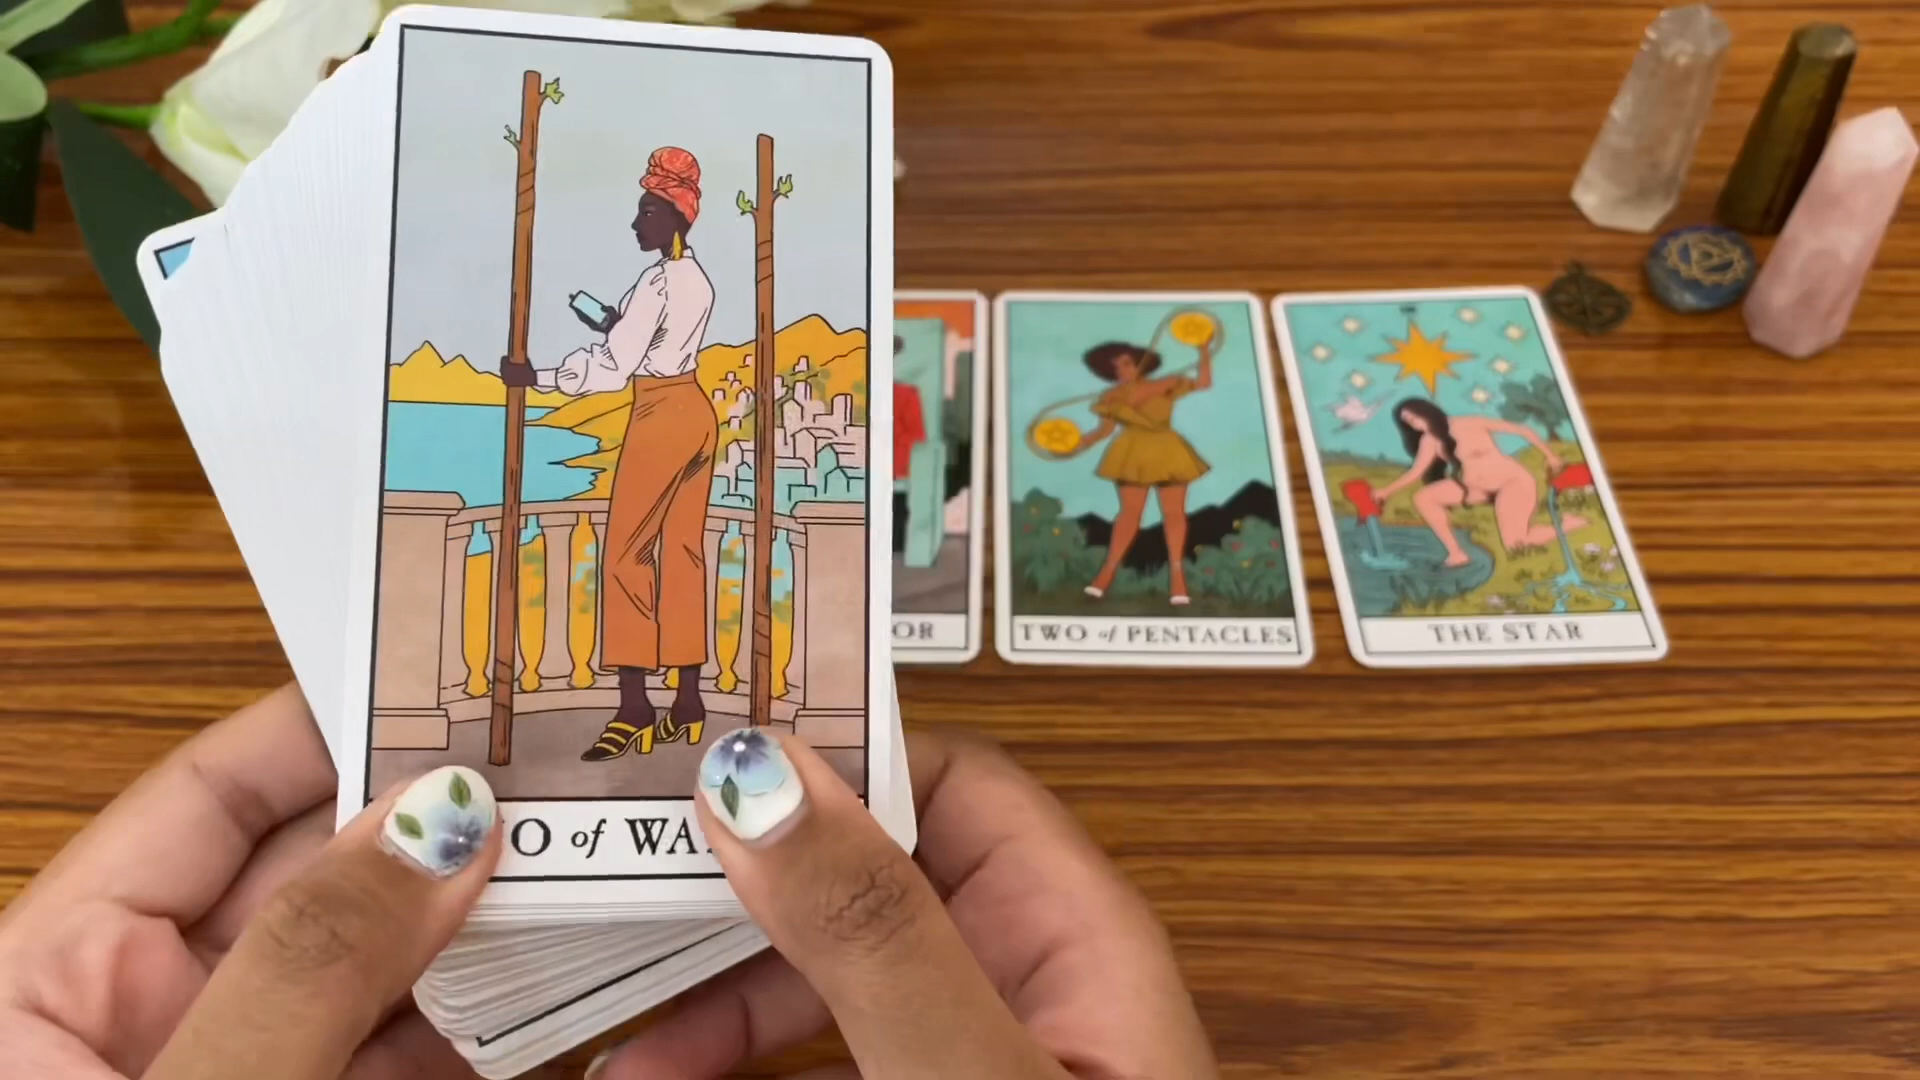 O of WA
OR
TWO of PENTACLES
THE STAR